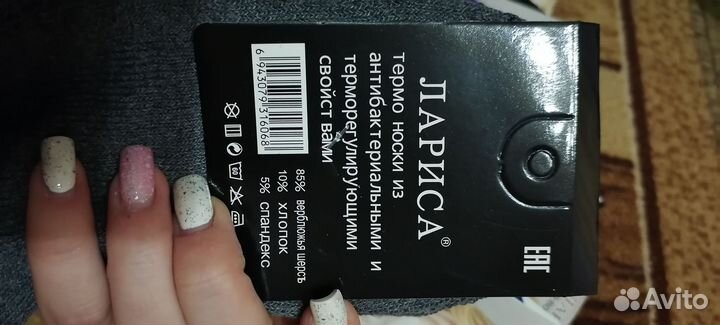 ЛАРИСА®
термо носки из
антибактериальными и
терморегулирующими
свойст вами
6 943079 316068
85% верблюжья шерсть
10% хлопок
5% спандекс
EAC
Avito